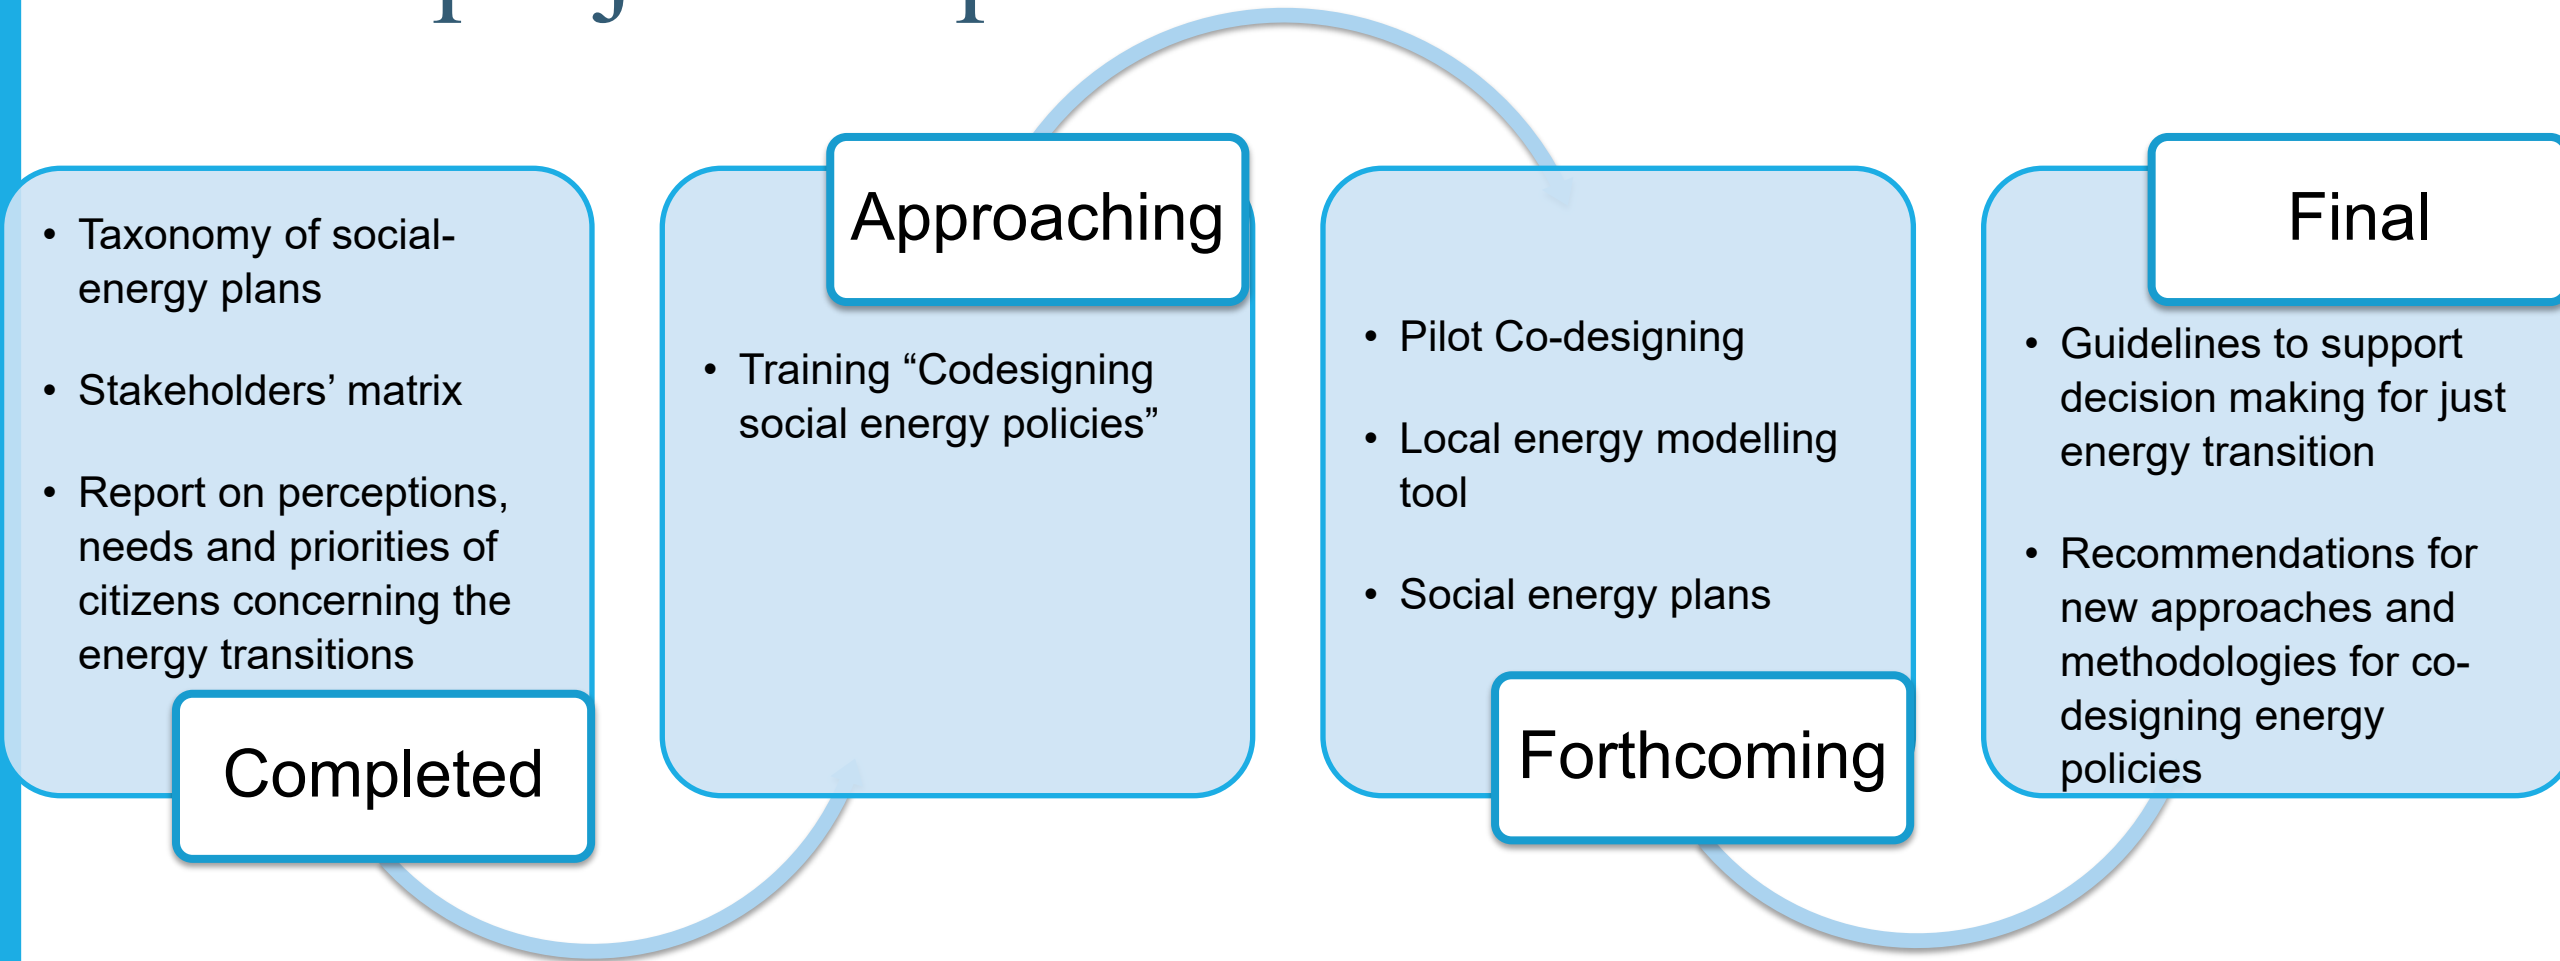 • Taxonomy of social-
energy plans
• Stakeholders’ matrix
• Report on perceptions,
needs and priorities of
citizens concerning the
energy transitions
Completed
Approaching
• Training “Codesigning
social energy policies”
• Pilot Co-designing
• Local energy modelling
tool
• Social energy plans
Forthcoming
Final
• Guidelines to support
decision making for just
energy transition
• Recommendations for
new approaches and
methodologies for co-
designing energy
policies